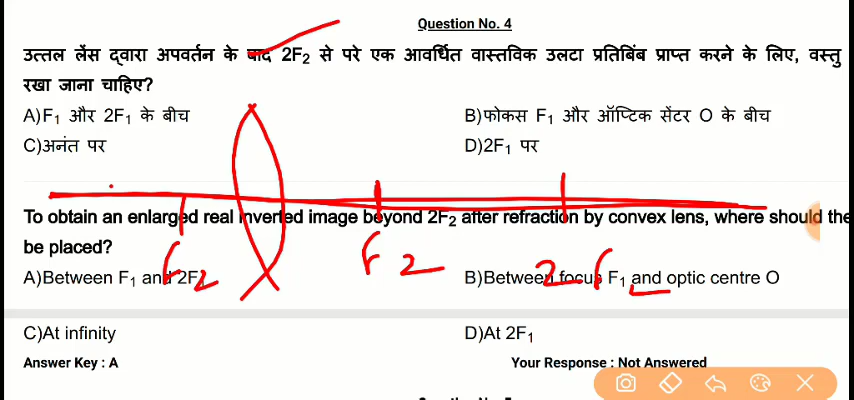 Question No. 4
उत्तल लेंस द्वारा अपवर्तन के बाद 2F₂ से परे एक आवर्धित वास्तविक उलटा प्रतिबिंब प्राप्त करने के लिए, वस्तु
रखा जाना चाहिए?
A)F₁ और 2F₁ के बीच B)फोकस F₁ और ऑप्टिक सेंटर O के बीच
C)अनंत पर D)2F₁ पर
To obtain an enlarged real inverted image beyond 2F₂ after refraction by convex lens, where should the
be placed?
F2 F2 2F2
A)Between F₁ and 2F₁ B)Between focus F₁ and optic centre O
C)At infinity D)At 2F₁
Answer Key : A Your Response : Not Answered